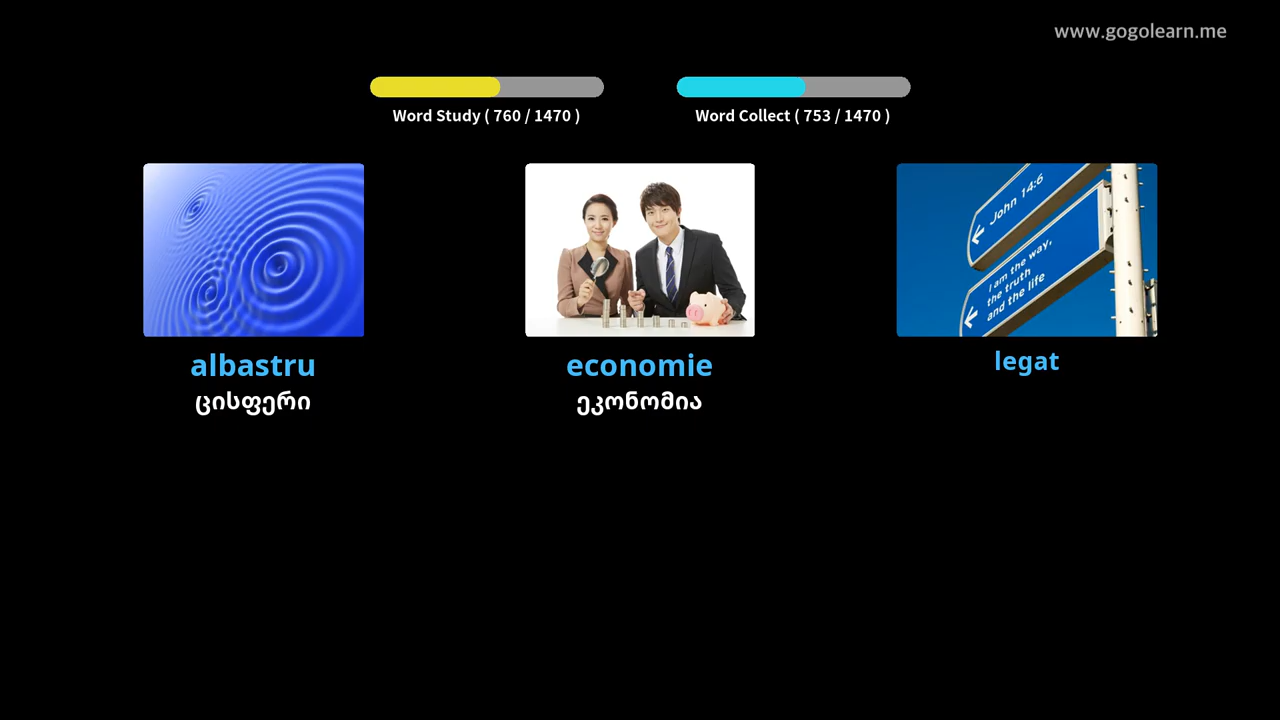 www.gogolearn.me
Word Study ( 760 / 1470 )
Word Collect ( 753 / 1470 )
John 14:6
I am the way,
the truth
and the life
albastru
ცისფერი
economie
ეკონომია
legat